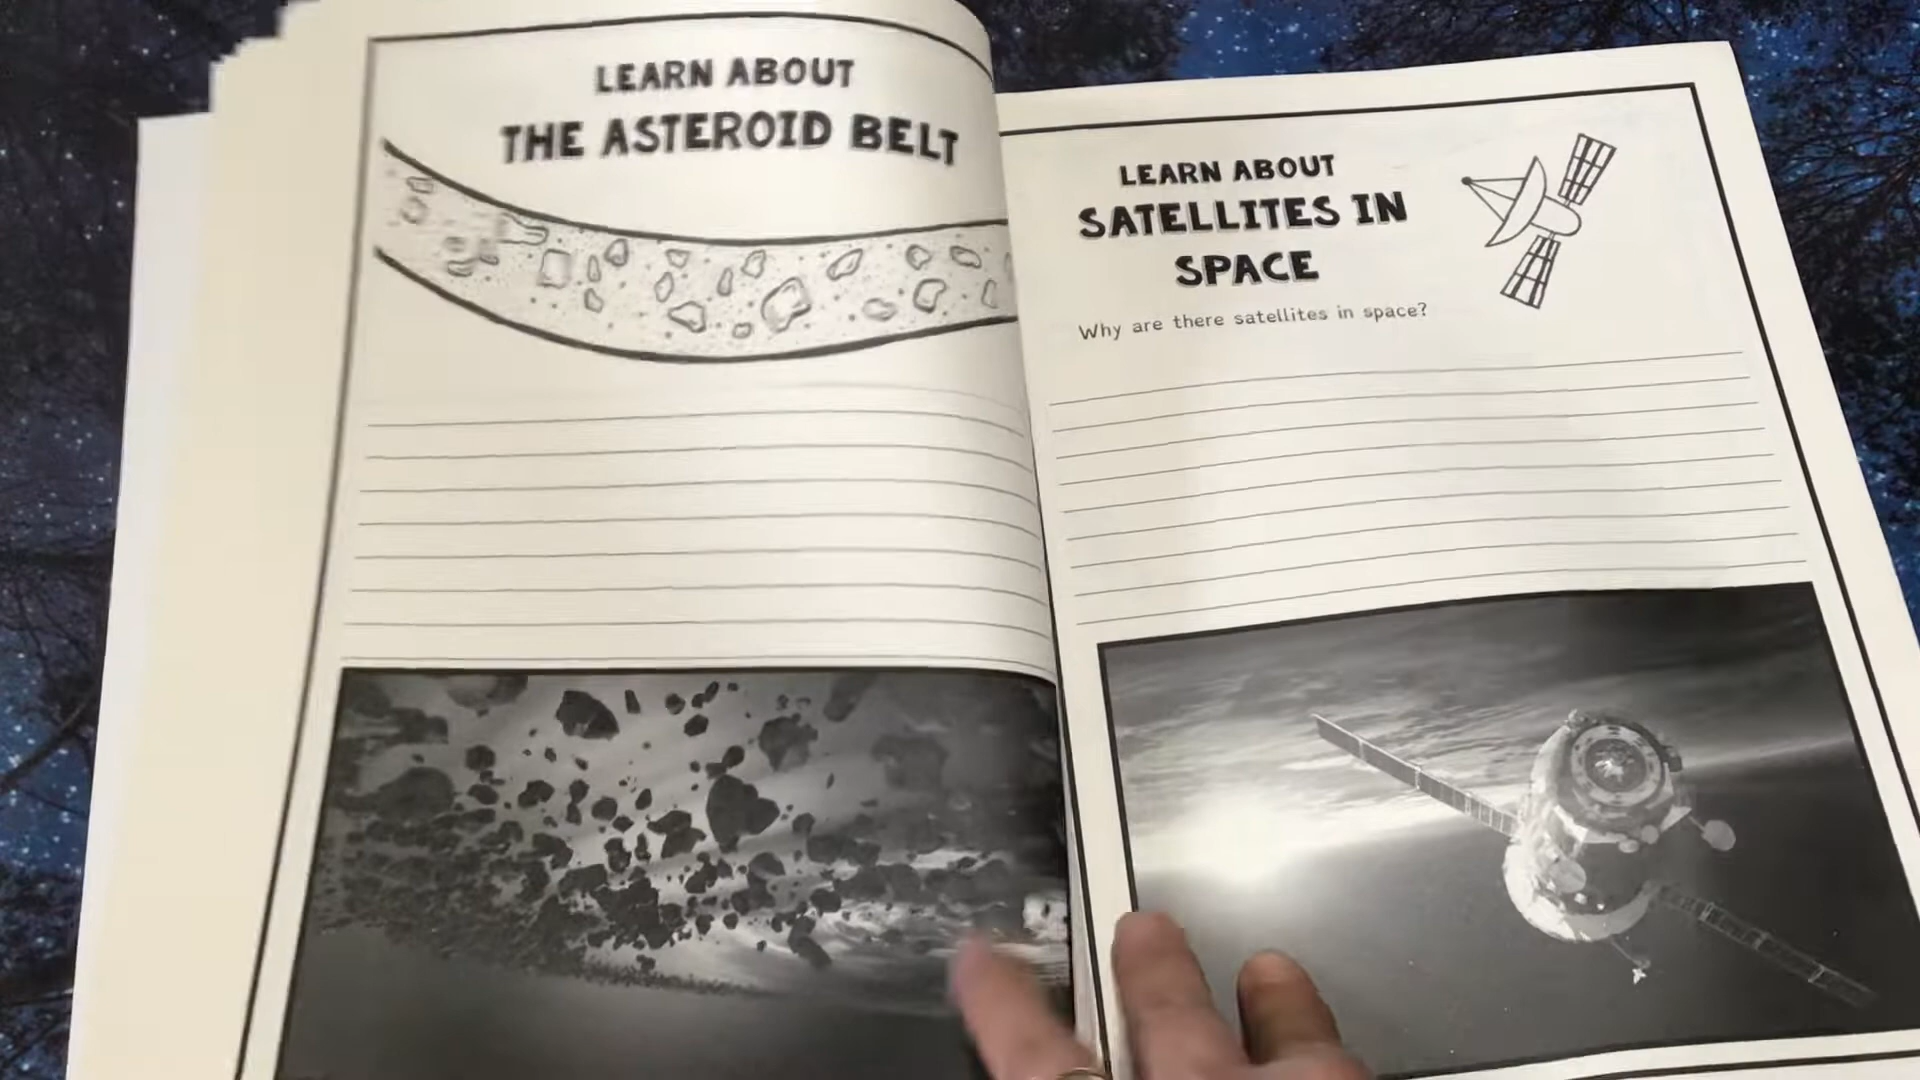 LEARN ABOUT
THE ASTEROID BELT
LEARN ABOUT
SATELLITES IN
SPACE
Why are there satellites in space?